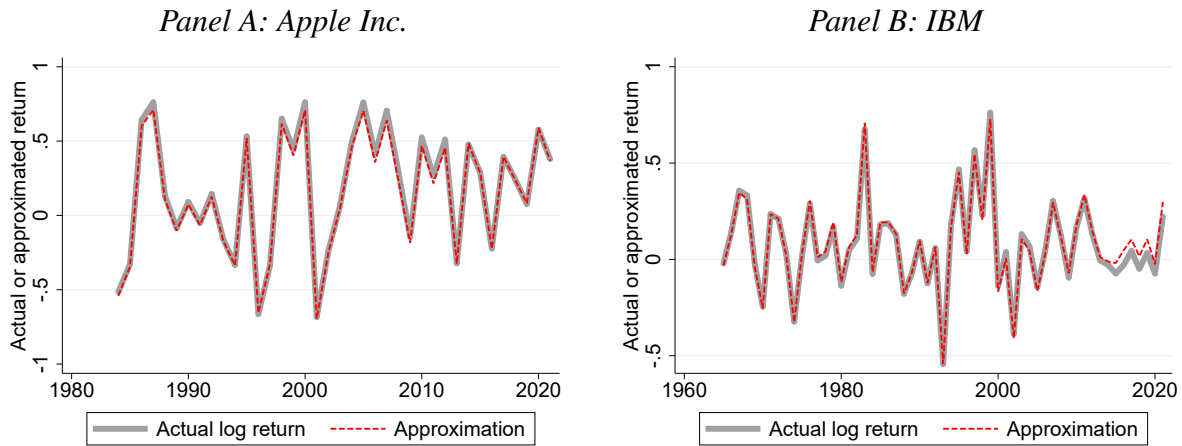 Panel A: Apple Inc.
Actual or approximated return
1
.5
0
-.5
-1
1980 1990 2000 2010 2020
Actual log return Approximation
Panel B: IBM
Actual or approximated return
1
.5
0
-.5
1960 1980 2000 2020
Actual log return Approximation